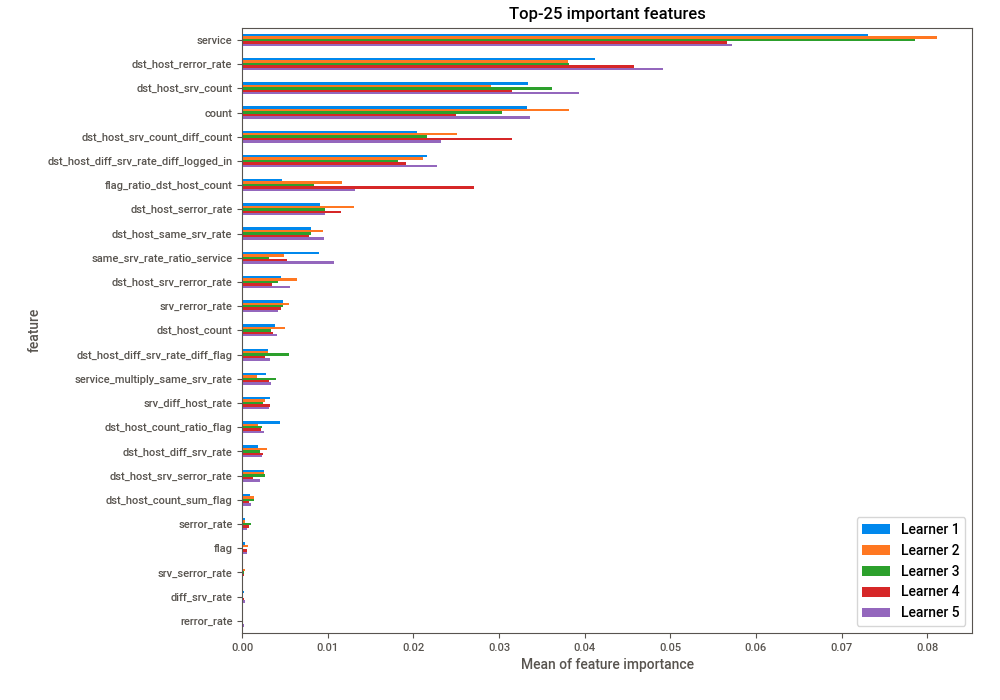 Top-25 important features
service
dst_host_rerror_rate
dst_host_srv_count
count
dst_host_srv_count_diff_count
dst_host_diff_srv_rate_diff_logged_in
flag_ratio_dst_host_count
dst_host_serror_rate
dst_host_same_srv_rate
same_srv_rate_ratio_service
dst_host_srv_rerror_rate
srv_rerror_rate
dst_host_count
dst_host_diff_srv_rate_diff_flag
service_multiply_same_srv_rate
srv_diff_host_rate
dst_host_count_ratio_flag
dst_host_diff_srv_rate
dst_host_srv_serror_rate
dst_host_count_sum_flag
serror_rate
flag
srv_serror_rate
diff_srv_rate
rerror_rate
feature
Learner 1
Learner 2
Learner 3
Learner 4
Learner 5
0.00 0.01 0.02 0.03 0.04 0.05 0.06 0.07 0.08
Mean of feature importance